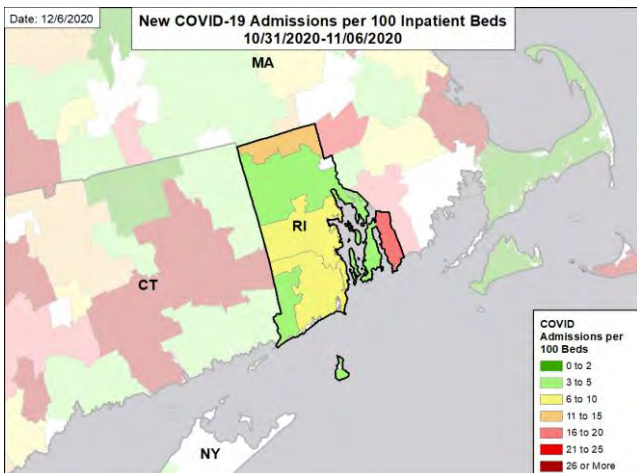 Date: 12/6/2020
New COVID-19 Admissions per 100 Inpatient Beds
10/31/2020-11/06/2020
MA
RI
CT
NY
COVID
Admissions per
100 Beds
0 to 2
3 to 5
6 to 10
11 to 15
16 to 20
21 to 25
26 or More